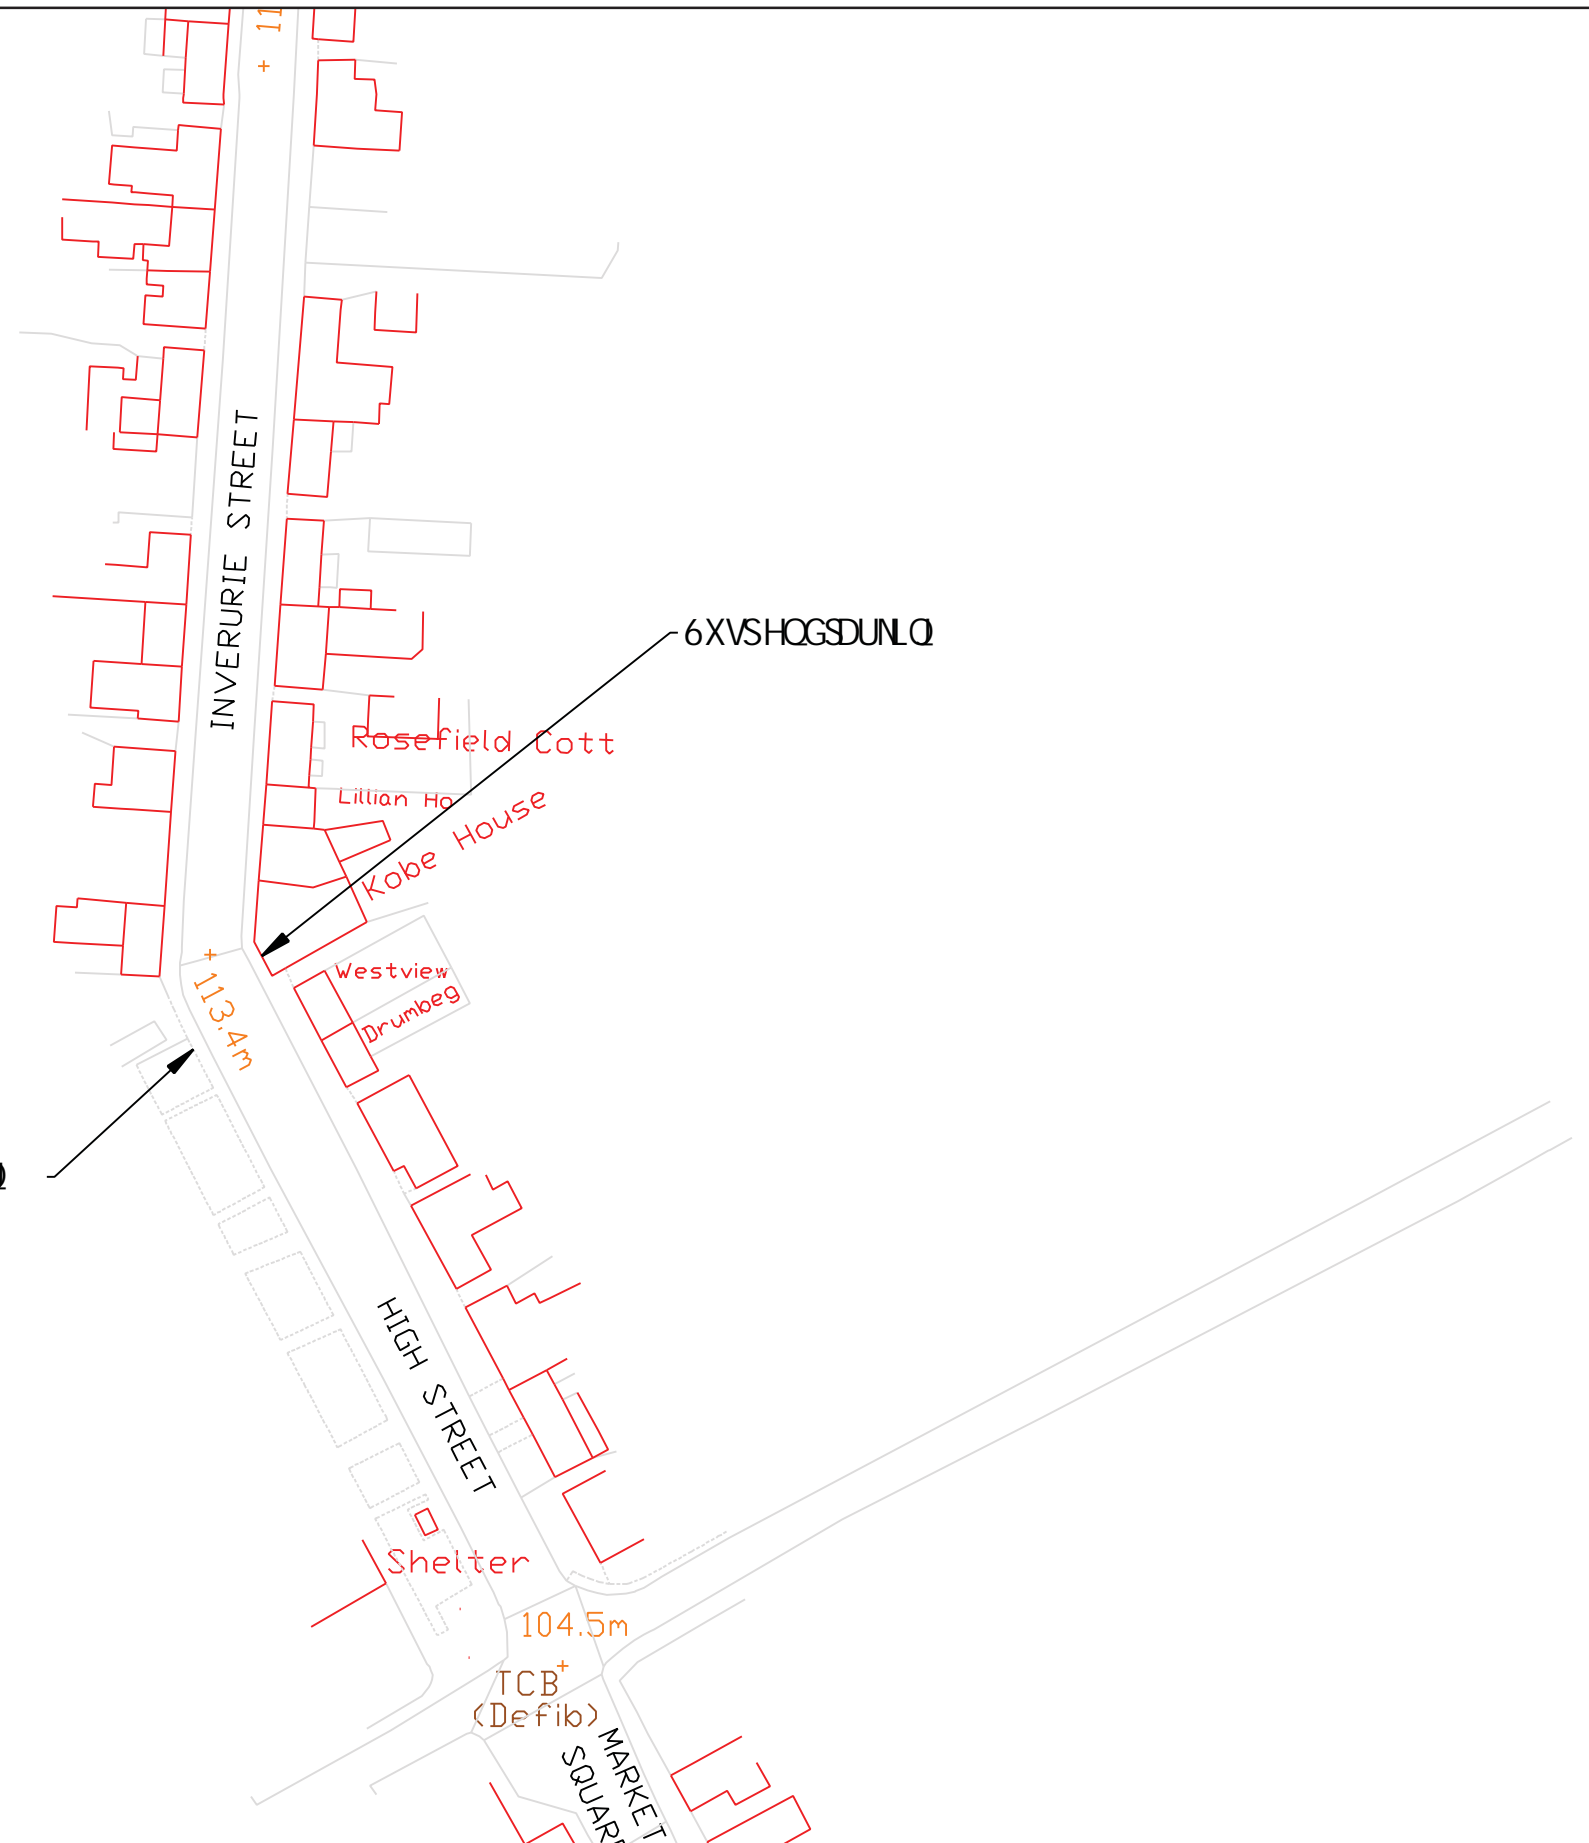 11
INVERURIE STREET
6XVSHQGSDUNLQJ
Rosefield Cott
Lillian Ho
Kobe House
Westview
Drumbeg
113.4m
HIGH STREET
Shelter
104.5m
TCB
(Defib)
MARKET
SQUARE